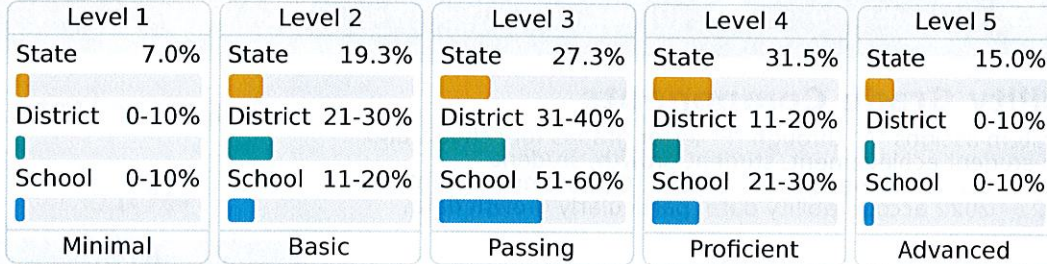 Level 1
State 7.0%
District 0-10%
School 0-10%
Minimal
Level 2
State 19.3%
District 21-30%
School 11-20%
Basic
Level 3
State 27.3%
District 31-40%
School 51-60%
Passing
Level 4
State 31.5%
District 11-20%
School 21-30%
Proficient
Level 5
State 15.0%
District 0-10%
School 0-10%
Advanced